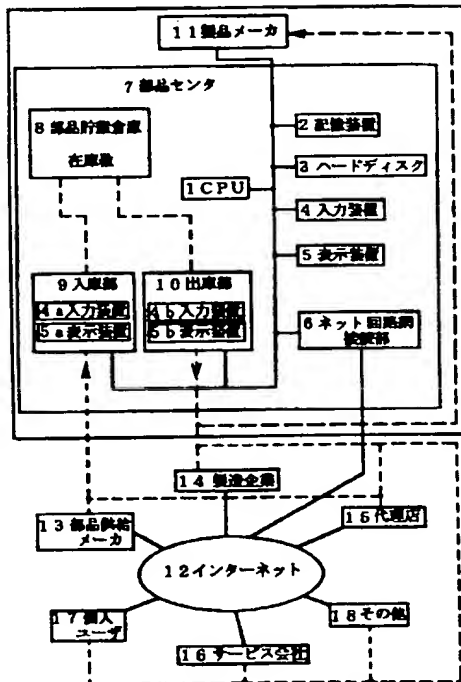 11製品メーカ
7部品センタ
8部品貯蔵倉庫
在庫数
2記憶装置
3ハードディスク
1CPU
4入力装置
5表示装置
9入庫部
4a入力装置
5a表示装置
10出庫部
4b入力装置
5b表示装置
6ネット回路網
接続部
14製造企業
13部品供給
メーカ
15代理店
12インターネット
17個人
ユーザ
18その他
16サービス会社